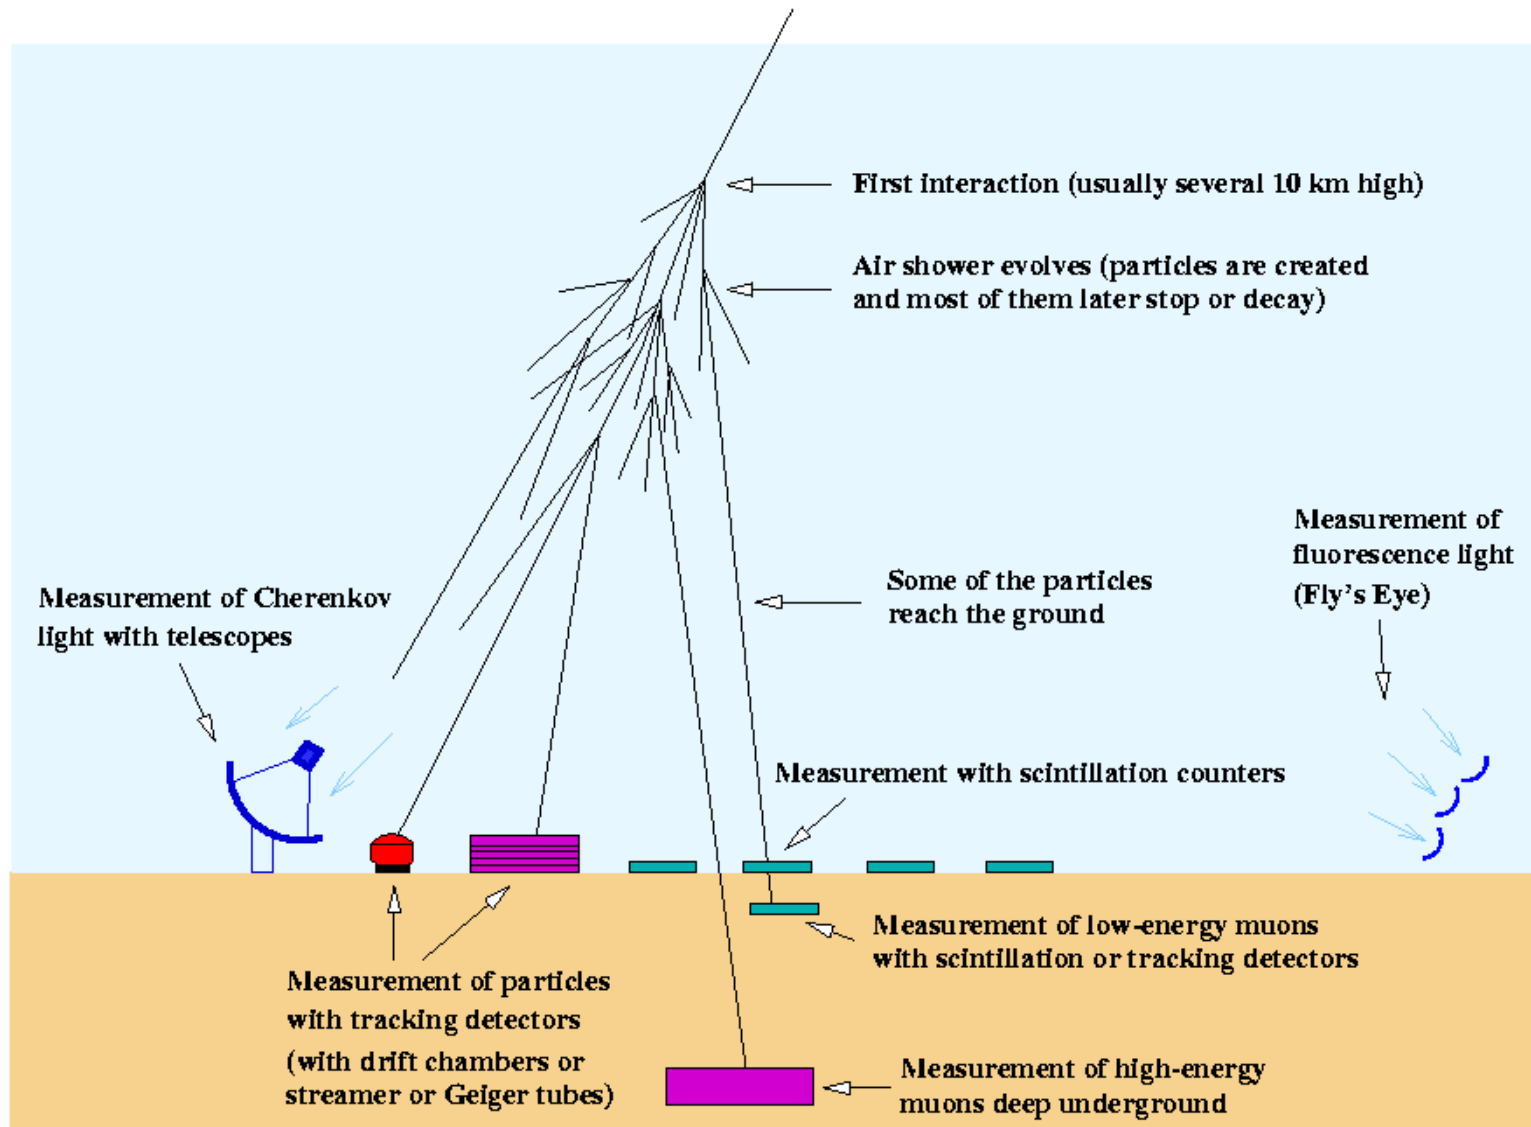 First interaction (usually several 10 km high)
Air shower evolves (particles are created
and most of them later stop or decay)
Measurement of
fluorescence light
(Fly's Eye)
Some of the particles
reach the ground
Measurement of Cherenkov
light with telescopes
Measurement with scintillation counters
Measurement of low-energy muons
with scintillation or tracking detectors
Measurement of particles
with tracking detectors
(with drift chambers or
streamer or Geiger tubes)
Measurement of high-energy
muons deep underground